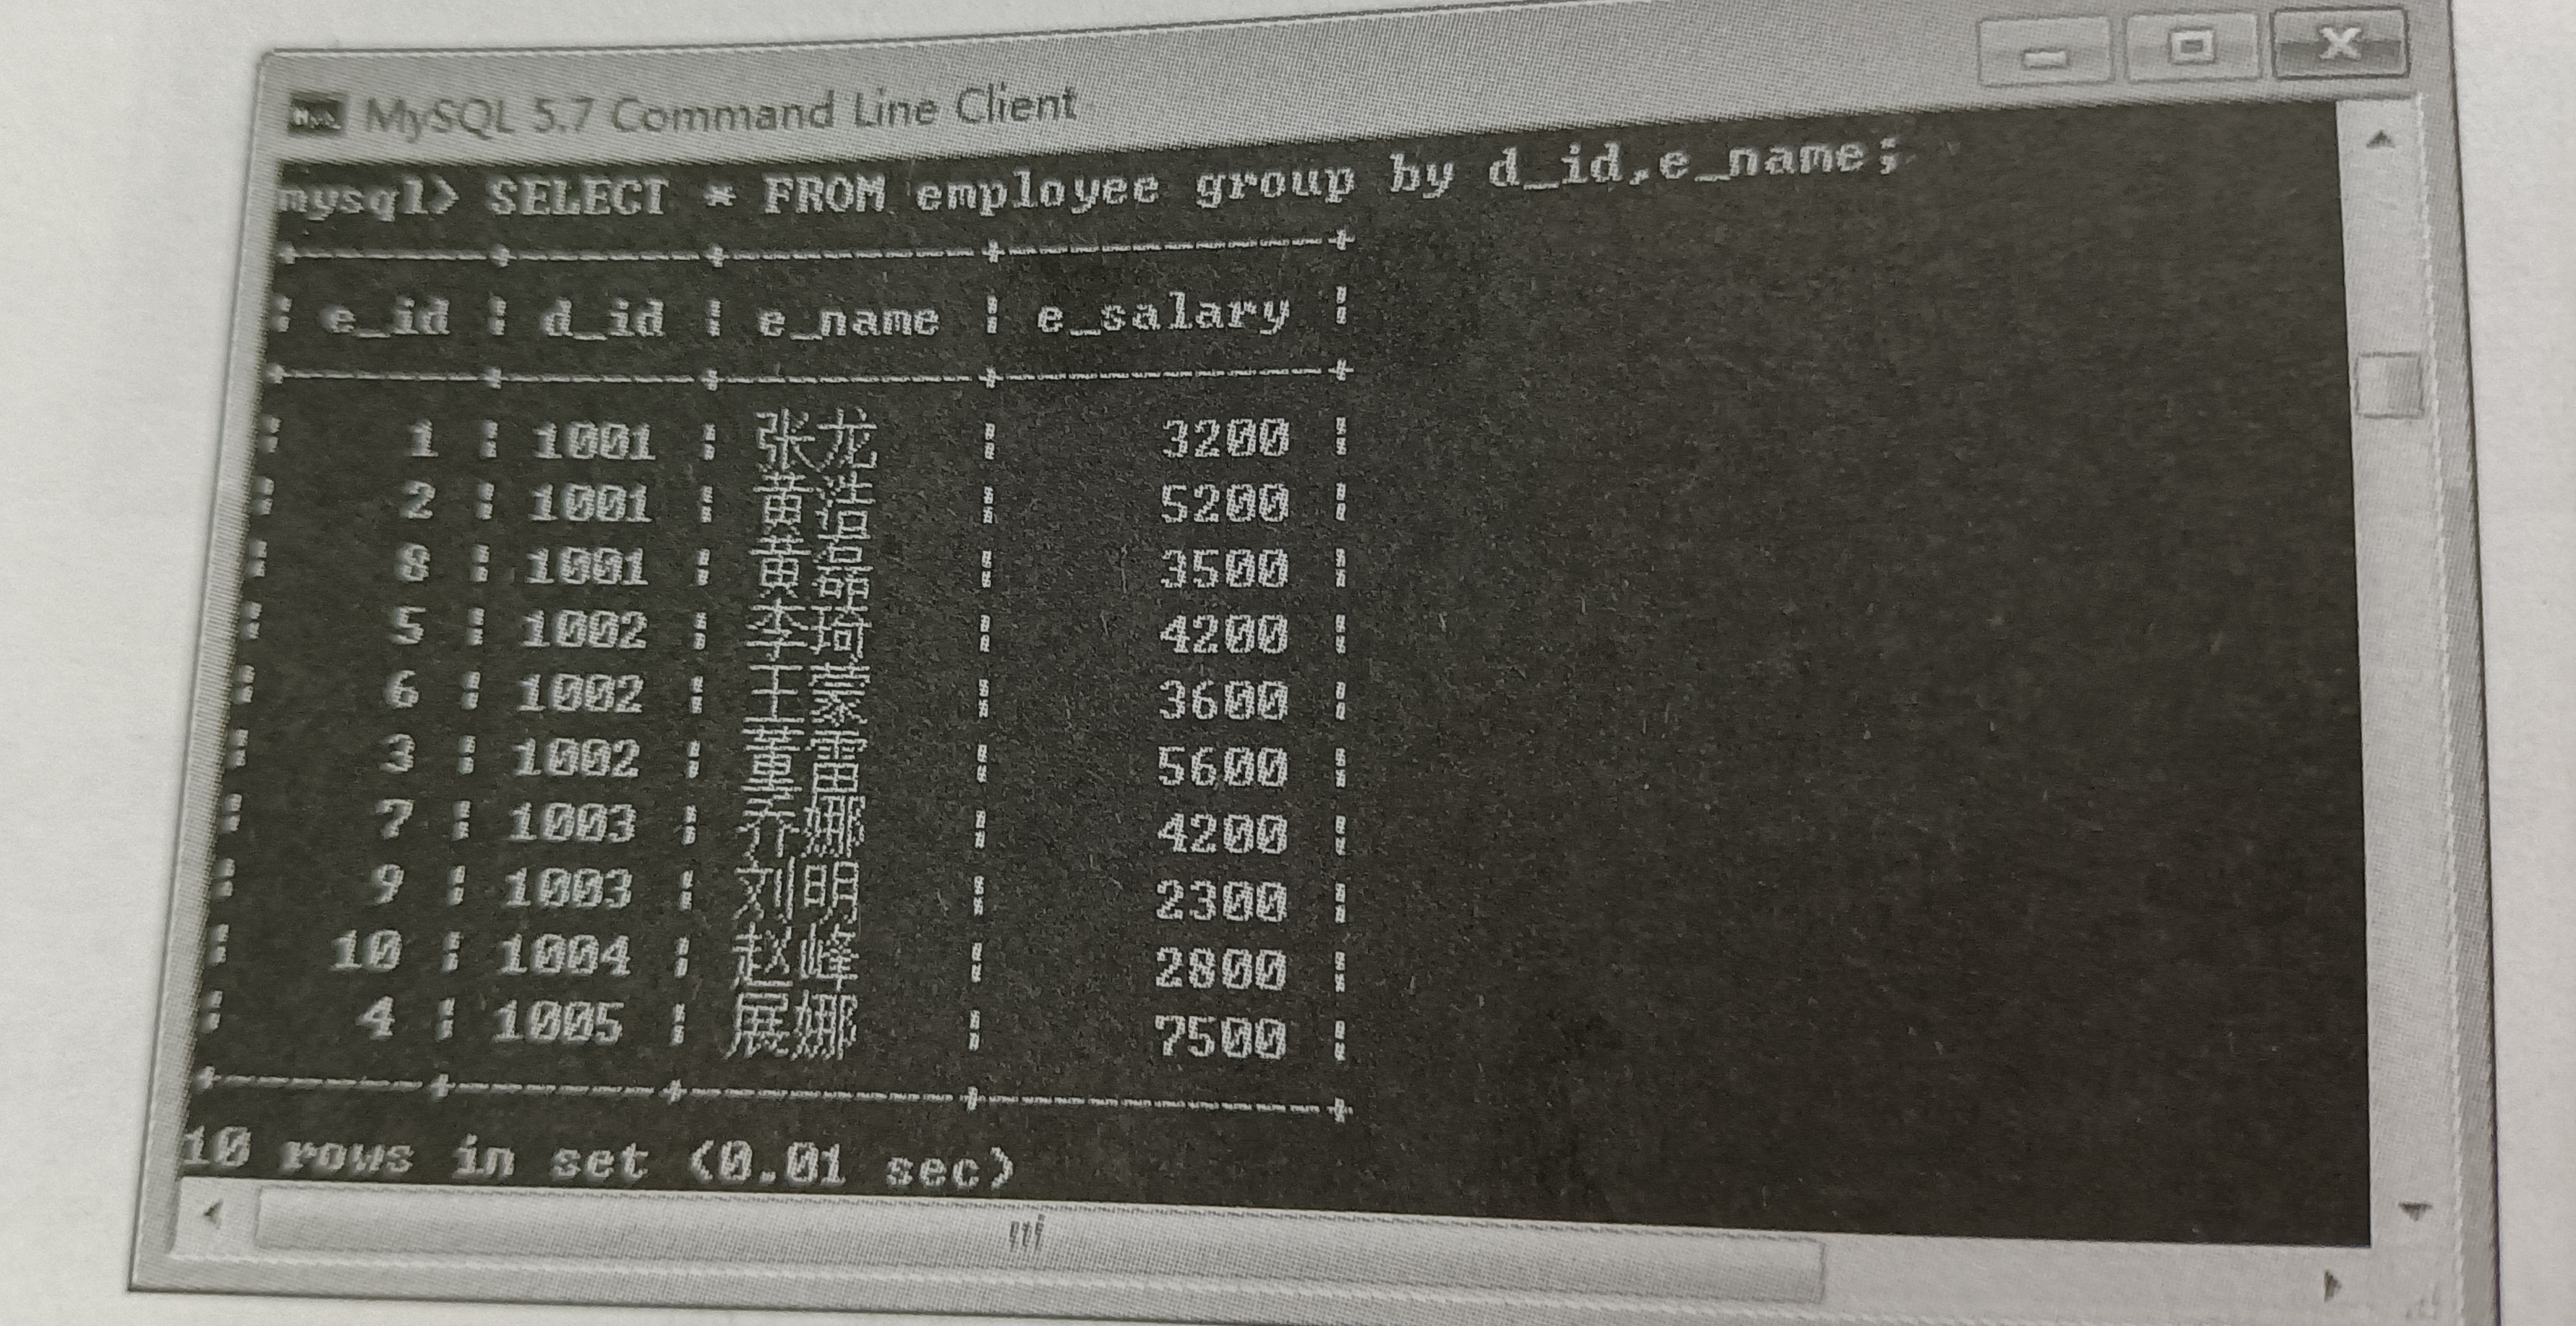 MySQL 5.7 Command Line Client
mysql> SELECT * FROM employee group by d_id,e_name;
+------+------+--------+----------+
| e_id | d_id | e_name | e_salary |
+------+------+--------+----------+
| 1 | 1001 | 张龙 | 3200 |
| 2 | 1001 | 黄浩 | 5200 |
| 8 | 1001 | 黄磊 | 3500 |
| 5 | 1002 | 李琦 | 4200 |
| 6 | 1002 | 王蒙 | 3600 |
| 3 | 1002 | 董雷 | 5600 |
| 7 | 1003 | 乔娜 | 4200 |
| 9 | 1003 | 刘明 | 2300 |
| 10 | 1004 | 赵峰 | 2800 |
| 4 | 1005 | 展娜 | 7500 |
+------+------+--------+----------+
10 rows in set (0.01 sec)